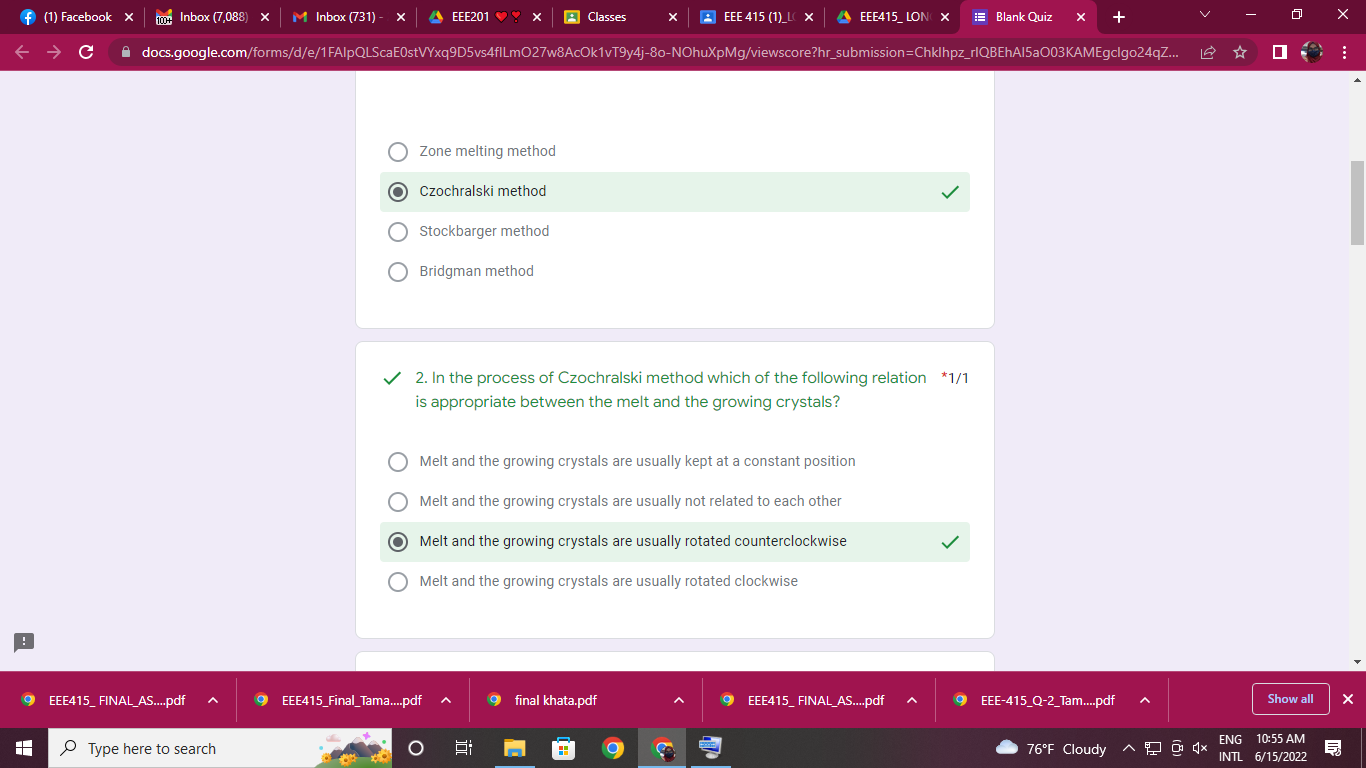 (1) Facebook
Inbox (7,088)
Inbox (731) -
EEE201
Classes
EEE 415 (1)_L
EEE415_ LON
Blank Quiz
docs.google.com/forms/d/e/1FAIpQLScaE0stVYxq9D5vs4flLmO27w8AcOk1vT9y4j-8o-NOhuXpMg/viewscore?hr_submission=ChkIhpz_rlQBEhAI5aO03KAMEgclgo24qZ...
Zone melting method
Czochralski method
Stockbarger method
Bridgman method
2. In the process of Czochralski method which of the following relation *1/1
is appropriate between the melt and the growing crystals?
Melt and the growing crystals are usually kept at a constant position
Melt and the growing crystals are usually not related to each other
Melt and the growing crystals are usually rotated counterclockwise
Melt and the growing crystals are usually rotated clockwise
EEE415_ FINAL_AS....pdf
EEE415_Final_Tama....pdf
final khata.pdf
EEE415_ FINAL_AS....pdf
EEE-415_Q-2_Tam....pdf
Show all
Type here to search
76°F Cloudy
ENG
INTL
10:55 AM
6/15/2022